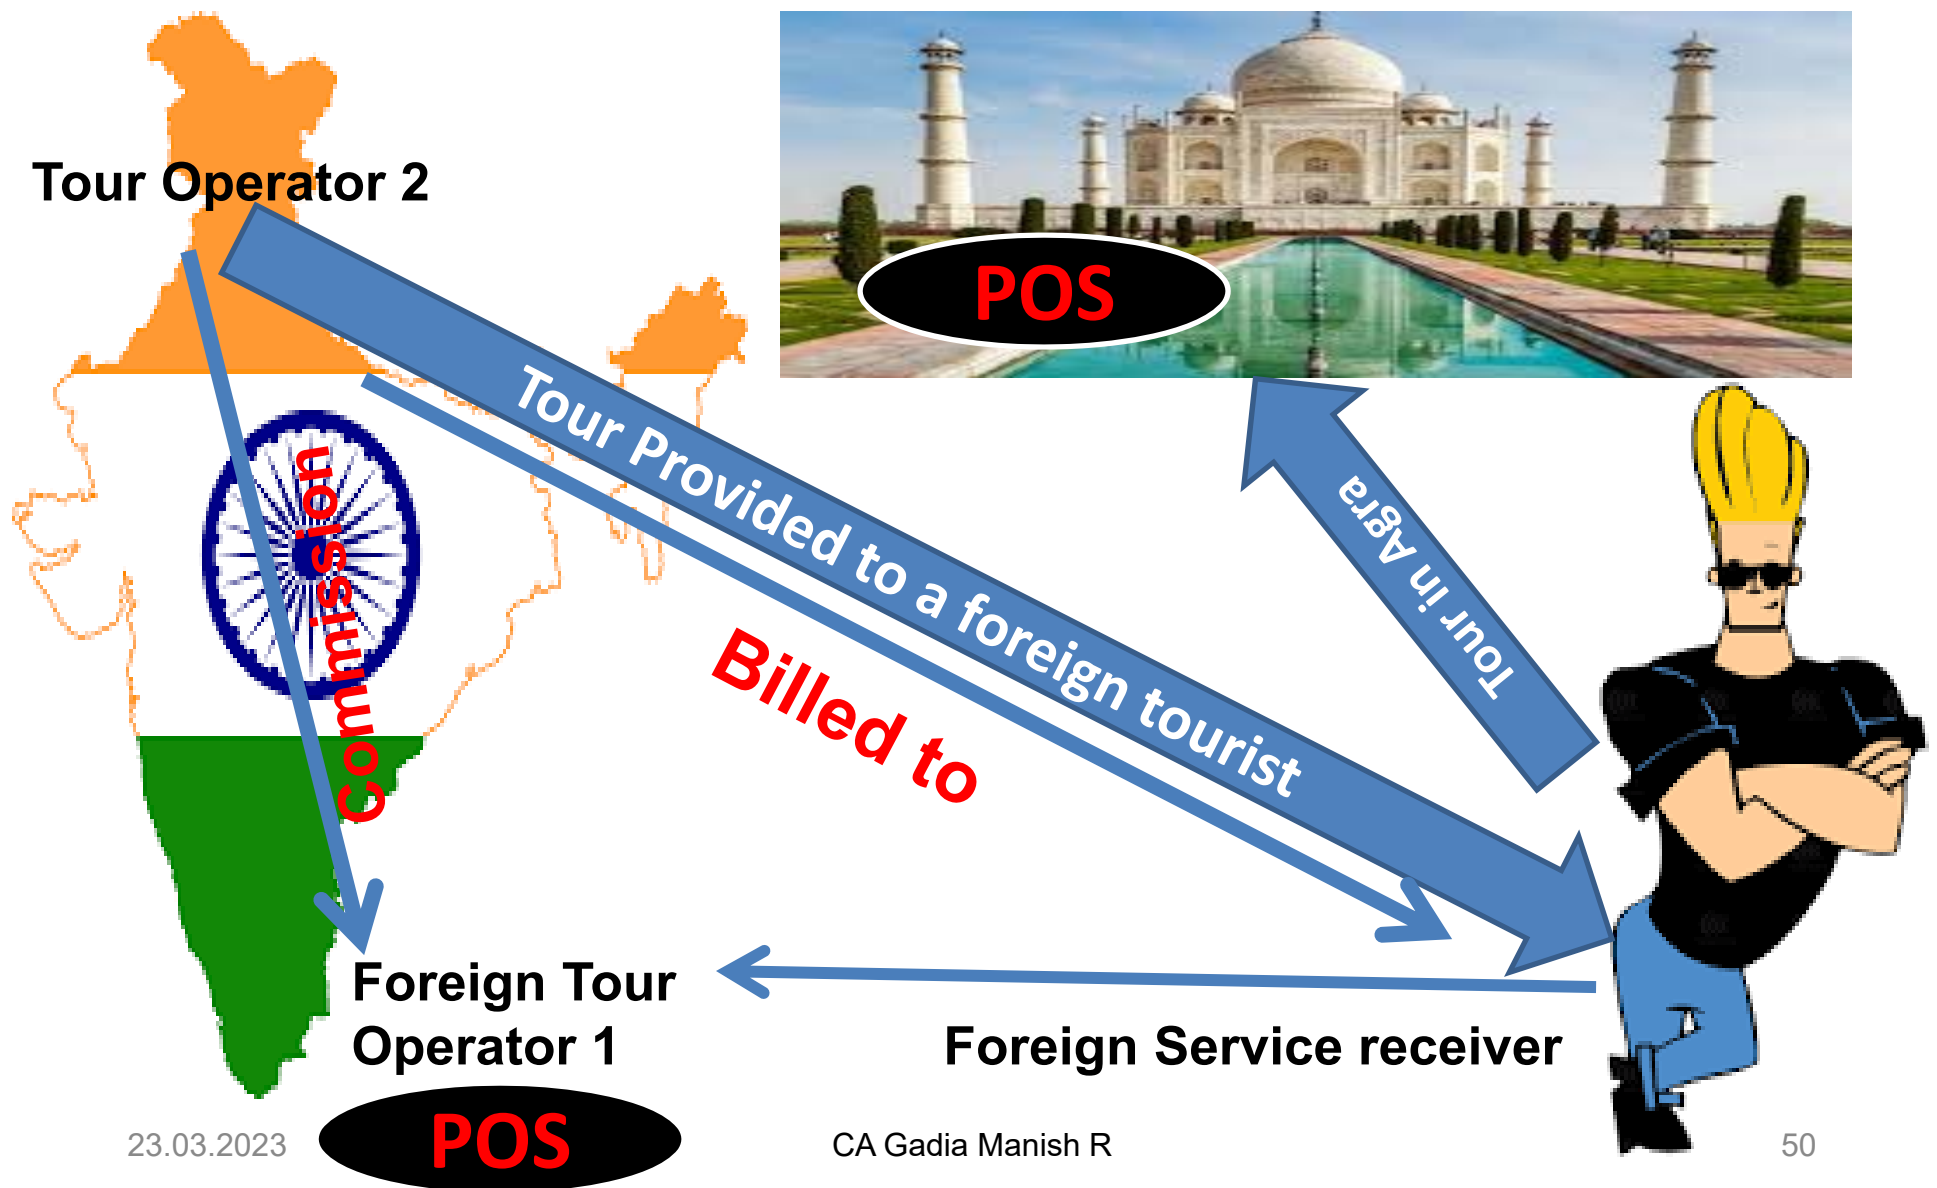 Tour Operator 2
POS
Tour Provided to a foreign tourist
Tour in Agra
Commission
Billed to
Foreign Tour
Operator 1
Foreign Service receiver
POS
23.03.2023
CA Gadia Manish R
50